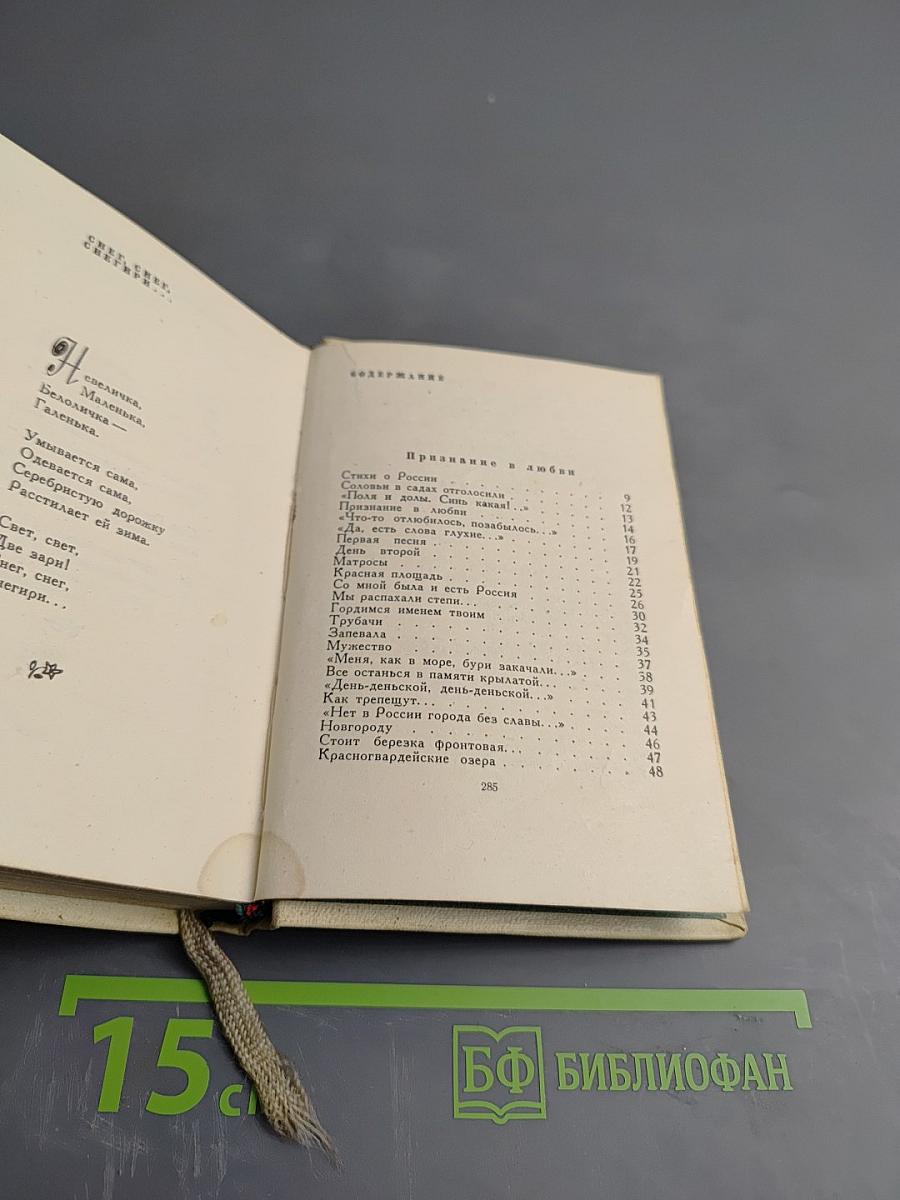 СНЕГ, СНЕГ,
СНЕГИРИ...
Невеличка,
Маленька,
Белоличка —
Галенька.
Умывается сама,
Одевается сама,
Серебристую дорожку
Расстилает ей зима.
Свет, свет,
Две зари!
нег, снег,
негири...
СОДЕРЖАНИЕ
Признание в любви
Стихи о России . . . . . . . 9
Соловьи в садах отголосили . . . . . . . 12
«Поля и долы. Синь какая!..» . . . . . . . 13
Признание в любви . . . . . . . 14
«Что-то отлюбилось, позабылось...» . . . . . . . 16
«Да, есть слова глухие...» . . . . . . . 17
Первая песня . . . . . . . 19
День второй . . . . . . . 21
Матросы . . . . . . . 22
Красная площадь . . . . . . . 25
Со мной была и есть Россия . . . . . . . 26
Мы распахали степи... . . . . . . . 30
Гордимся именем твоим . . . . . . . 32
Трубачи . . . . . . . 34
Запевала . . . . . . . 35
Мужество . . . . . . . 37
«Меня, как в море, бури закачали...» . . . . . . . 38
Все останься в памяти крылатой... . . . . . . . 39
«День-деньской, день-деньской...» . . . . . . . 41
Как трепещут... . . . . . . . 43
«Нет в России города без славы...» . . . . . . . 44
Новгороду . . . . . . . 46
Стоит березка фронтовая... . . . . . . . 47
Красногвардейские озера . . . . . . . 48
285
15 с
БФ БИБЛИОФАН